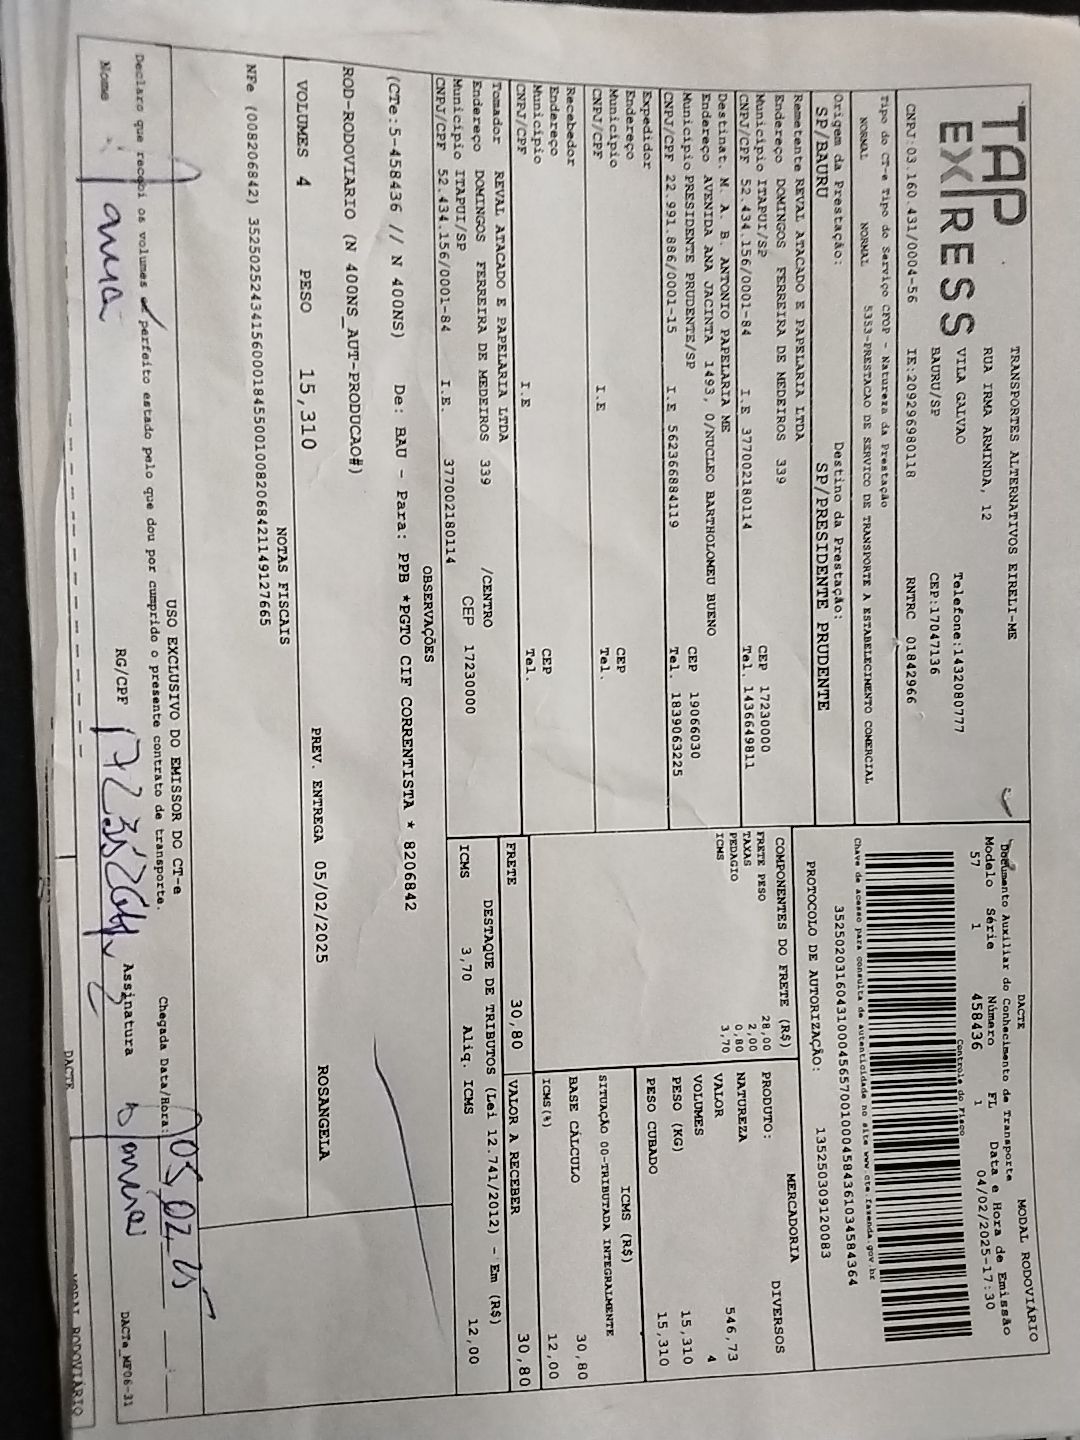 TAP
EXPRESS
TRANSPORTES ALTERNATIVOS EIRELI-ME
RUA IRMA ARMINDA, 12
VILA GALVAO Telefone:1432080777
BAURU/SP CEP:17047136
CNPJ:03.160.431/0004-56 IE:209296980118 RNTRC 01842966
Tipo do CT-e Tipo do Serviço CFOP - Natureza da Prestação
NORMAL NORMAL 5353-PRESTACAO DE SERVICO DE TRANSPORTE A ESTABELECIMENTO COMERCIAL
Origem da Prestação: Destino da Prestação:
SP/BAURU SP/PRESIDENTE PRUDENTE
Remetente REVAL ATACADO E PAPELARIA LTDA
Endereço DOMINGOS FERREIRA DE MEDEIROS 339
Município ITAPUI/SP CEP 17230000
CNPJ/CPF 52.434.156/0001-84 I.E 377002180114 Tel. 1436649811
Destinat. M. A. B. ANTONIO PAPELARIA ME
Endereço AVENIDA ANA JACINTA 1493, 0/NUCLEO BARTHOLOMEU BUENO
Município PRESIDENTE PRUDENTE/SP CEP 19066030
CNPJ/CPF 22.991.886/0001-15 I.E 562366884119 Tel. 1839063225
Expedidor
Endereço
Município CEP
CNPJ/CPF I.E Tel.
Recebedor
Endereço
Município CEP
CNPJ/CPF I.E Tel.
Tomador REVAL ATACADO E PAPELARIA LTDA
Endereço DOMINGOS FERREIRA DE MEDEIROS 339 /CENTRO
Município ITAPUI/SP CEP 17230000
CNPJ/CPF 52.434.156/0001-84 I.E. 377002180114
DACTE MODAL RODOVIÁRIO
Documento Auxiliar do Conhecimento de Transporte
Modelo Série Número FL Data e Hora de Emissão
57 1 458436 1 04/02/2025-17:30
Controle do Fisco
Chave de acesso para consulta de autenticidade no site www.cte.fazenda.gov.br
35250203160431000456570010004584361034584364
PROTOCOLO DE AUTORIZAÇÃO: 135250309120083
COMPONENTES DO FRETE (R$)
FRETE PESO 28,00
TAXAS 2,00
PEDAGIO 0,80
ICMS 3,70
MERCADORIA
PRODUTO: DIVERSOS
NATUREZA
VALOR 546,73
VOLUMES 4
PESO (KG) 15,310
PESO CUBADO 15,310
ICMS (R$)
SITUAÇÃO 00-TRIBUTADA INTEGRALMENTE
BASE CÁLCULO 30,80
ICMS(%) 12,00
FRETE 30,80 VALOR A RECEBER 30,80
DESTAQUE DE TRIBUTOS (Lei 12.741/2012) - Em (R$)
ICMS 3,70 Aliq. ICMS 12,00
OBSERVAÇÕES
(CTe:5-458436 // N 400NS) De: BAU - Para: PPB *PGTO CIF CORRENTISTA * 8206842
ROD-RODOVIARIO (N 400NS_AUT-PRODUCAO#)
VOLUMES 4 PESO 15,310 PREV. ENTREGA 05/02/2025 ROSANGELA
NOTAS FISCAIS
NFe (008206842) 35250252434156000184550010082068421149127665
USO EXCLUSIVO DO EMISSOR DO CT-e
Declaro que recebi os volumes em perfeito estado pelo que dou por cumprido o presente contrato de transporte. Chegada Data/Hora: 05,02,25
Nome : ana RG/CPF Assinatura
DACTe_MF06-31
DACTE MODAL RODOVIÁRIO